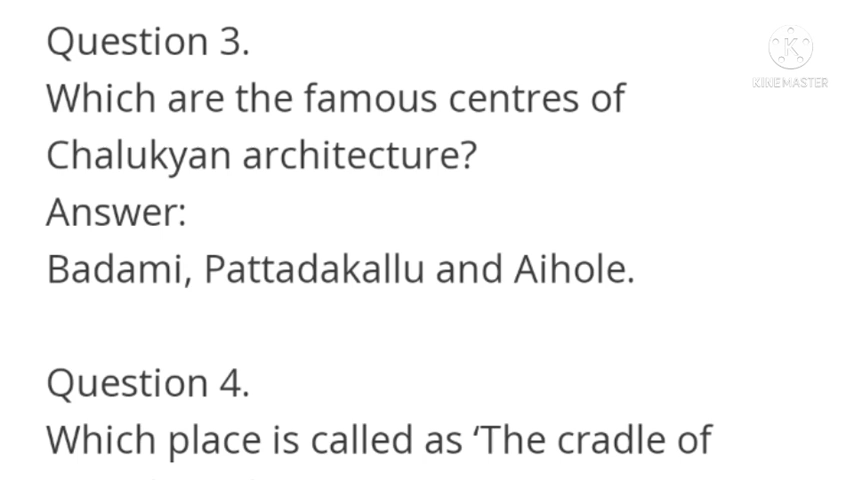 Question 3.
Which are the famous centres of
Chalukyan architecture?
Answer:
Badami, Pattadakallu and Aihole.
Question 4.
Which place is called as ‘The cradle of
KINEMASTER